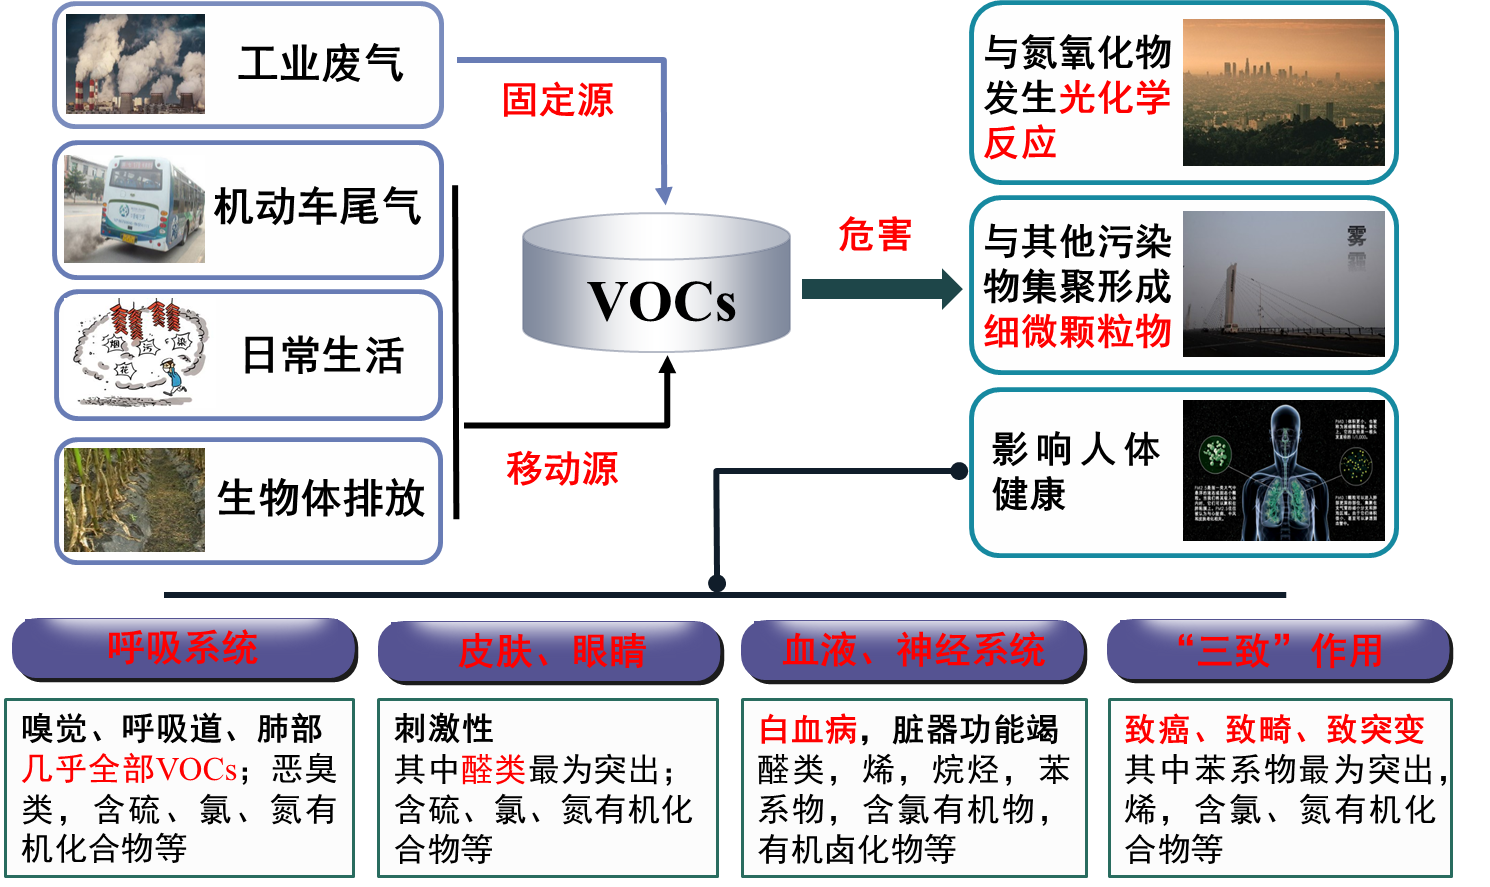 工业废气
机动车尾气
日常生活
烟
污
染
花
生物体排放
固定源
移动源
VOCs
危害
与氮氧化物
发生光化学
反应
与其他污染
物集聚形成
细微颗粒物
雾
霾
影响人体
健康
呼吸系统
嗅觉、呼吸道、肺部
几乎全部VOCs；恶臭
类，含硫、氯、氮有
机化合物等
皮肤、眼睛
刺激性
其中醛类最为突出；
含硫、氯、氮有机化
合物等
血液、神经系统
白血病，脏器功能竭
醛类，烯，烷烃，苯
系物，含氯有机物，
有机卤化物等
“三致”作用
致癌、致畸、致突变
其中苯系物最为突出，
烯，含氯、氮有机化
合物等